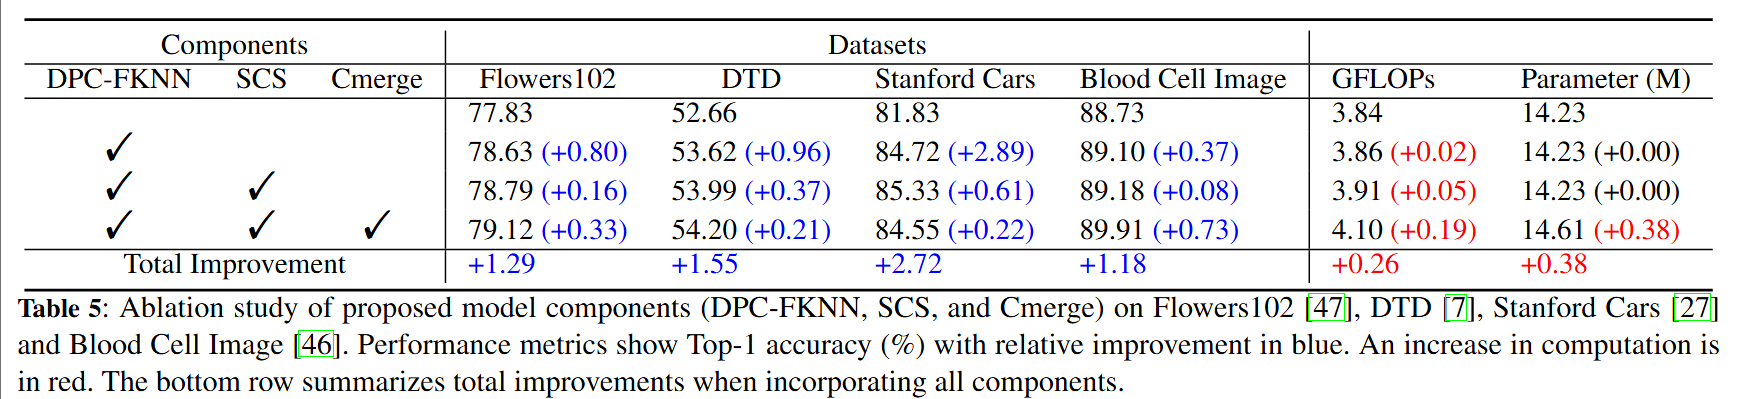 Components Datasets
DPC-FKNN SCS Cmerge Flowers102 DTD Stanford Cars Blood Cell Image GFLOPs Parameter (M)
77.83 52.66 81.83 88.73 3.84 14.23
✓ 78.63 (+0.80) 53.62 (+0.96) 84.72 (+2.89) 89.10 (+0.37) 3.86 (+0.02) 14.23 (+0.00)
✓ ✓ 78.79 (+0.16) 53.99 (+0.37) 85.33 (+0.61) 89.18 (+0.08) 3.91 (+0.05) 14.23 (+0.00)
✓ ✓ ✓ 79.12 (+0.33) 54.20 (+0.21) 84.55 (+0.22) 89.91 (+0.73) 4.10 (+0.19) 14.61 (+0.38)
Total Improvement +1.29 +1.55 +2.72 +1.18 +0.26 +0.38
Table 5: Ablation study of proposed model components (DPC-FKNN, SCS, and Cmerge) on Flowers102 [47], DTD [7], Stanford Cars [27]
and Blood Cell Image [46]. Performance metrics show Top-1 accuracy (%) with relative improvement in blue. An increase in computation is
in red. The bottom row summarizes total improvements when incorporating all components.